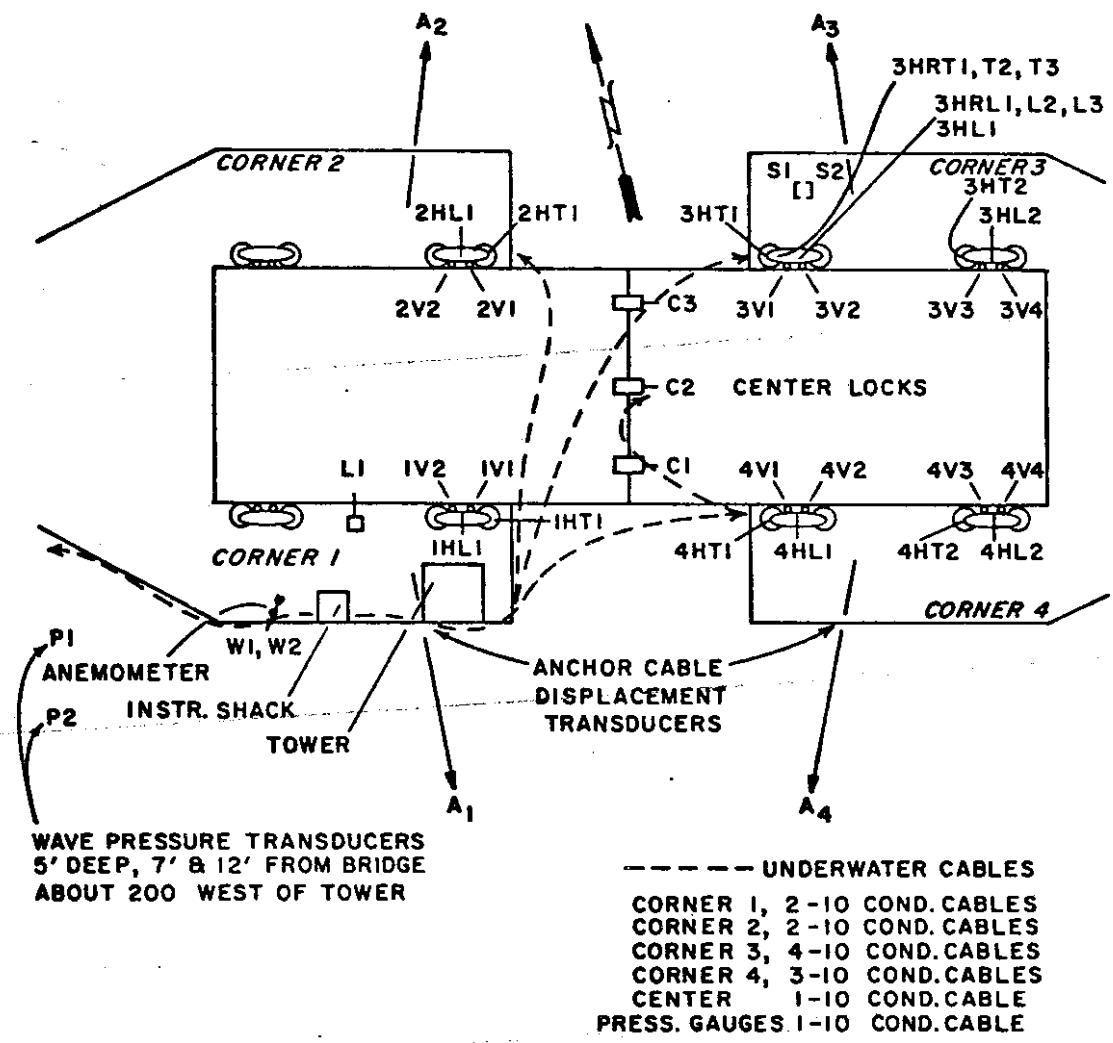 A2
A3
3HRT1, T2, T3
3HRL1, L2, L3
3HL1
CORNER 2
S1 S2
[]
CORNER 3
3HT2
2HL1
2HT1
3HT1
3HL2
2V2
2V1
C3
3V1
3V2
3V3
3V4
C2
CENTER LOCKS
L1
1V2
1V1
C1
4V1
4V2
4V3
4V4
1HT1
1HL1
4HT1
4HL1
4HT2
4HL2
CORNER 1
CORNER 4
W1, W2
P1
ANEMOMETER
INSTR. SHACK
P2
TOWER
ANCHOR CABLE
DISPLACEMENT
TRANSDUCERS
A1
A4
WAVE PRESSURE TRANSDUCERS
5' DEEP, 7' & 12' FROM BRIDGE
ABOUT 200 WEST OF TOWER
----- UNDERWATER CABLES
CORNER 1, 2-10 COND. CABLES
CORNER 2, 2-10 COND. CABLES
CORNER 3, 4-10 COND. CABLES
CORNER 4, 3-10 COND. CABLES
CENTER 1-10 COND. CABLE
PRESS. GAUGES 1-10 COND. CABLE